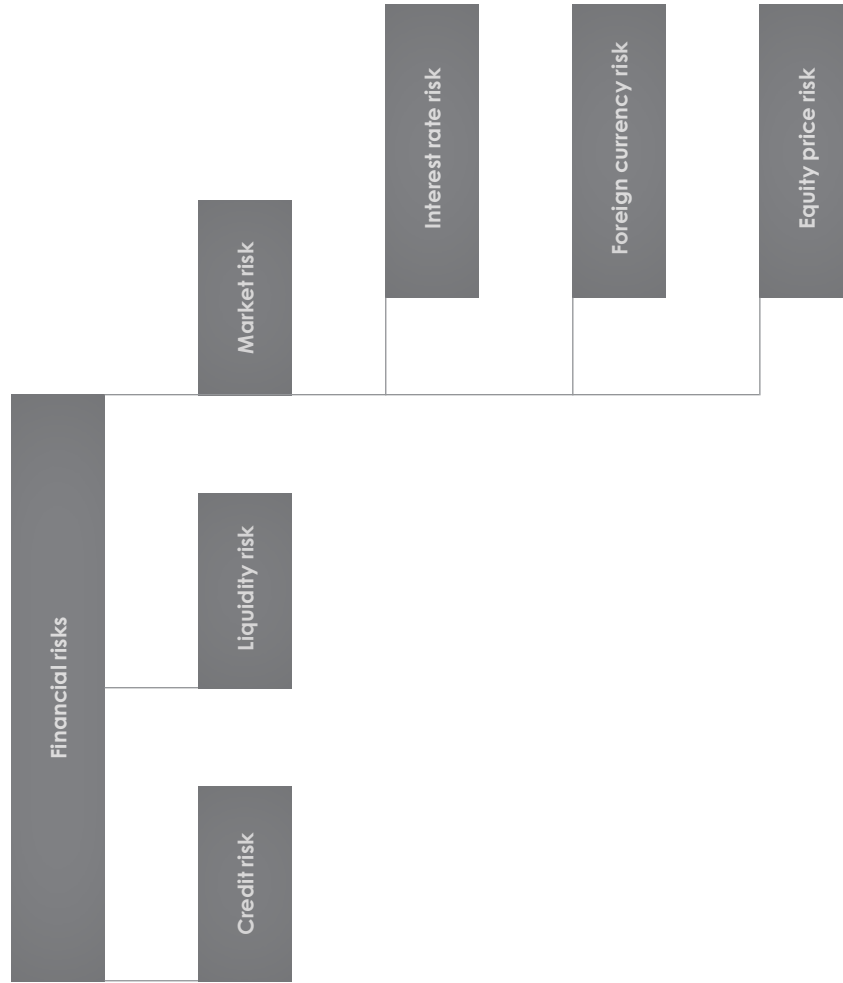 Financial risks
Credit risk
Liquidity risk
Market risk
Interest rate risk
Foreign currency risk
Equity price risk